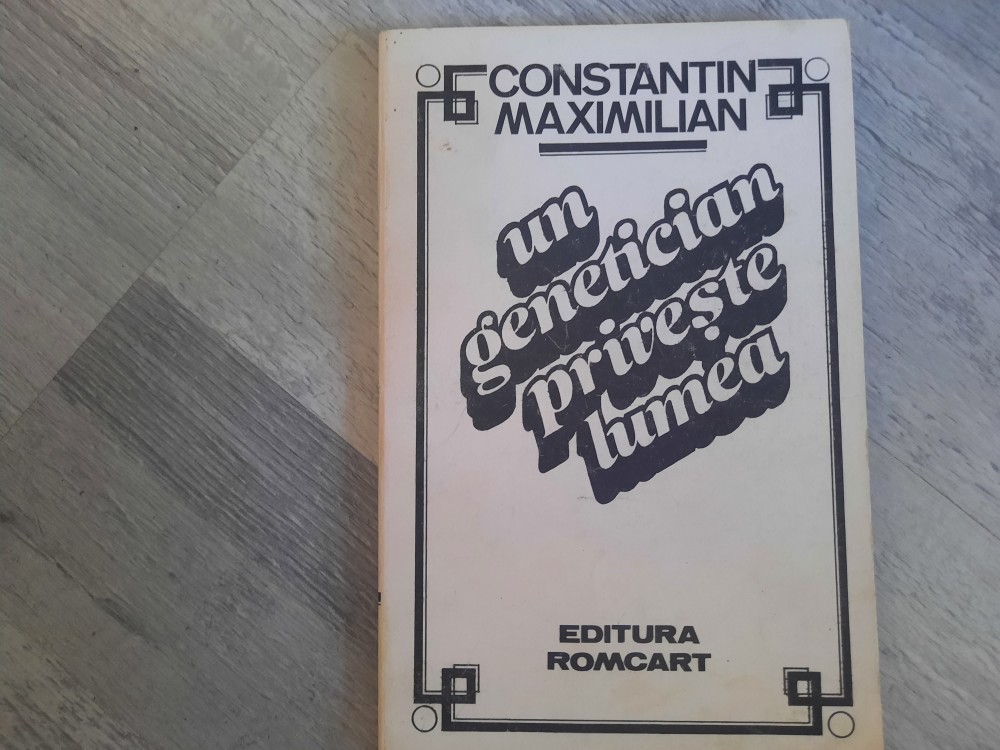 CONSTANTIN
MAXIMILIAN
un
genetician
privește
lumea
EDITURA
ROMCART